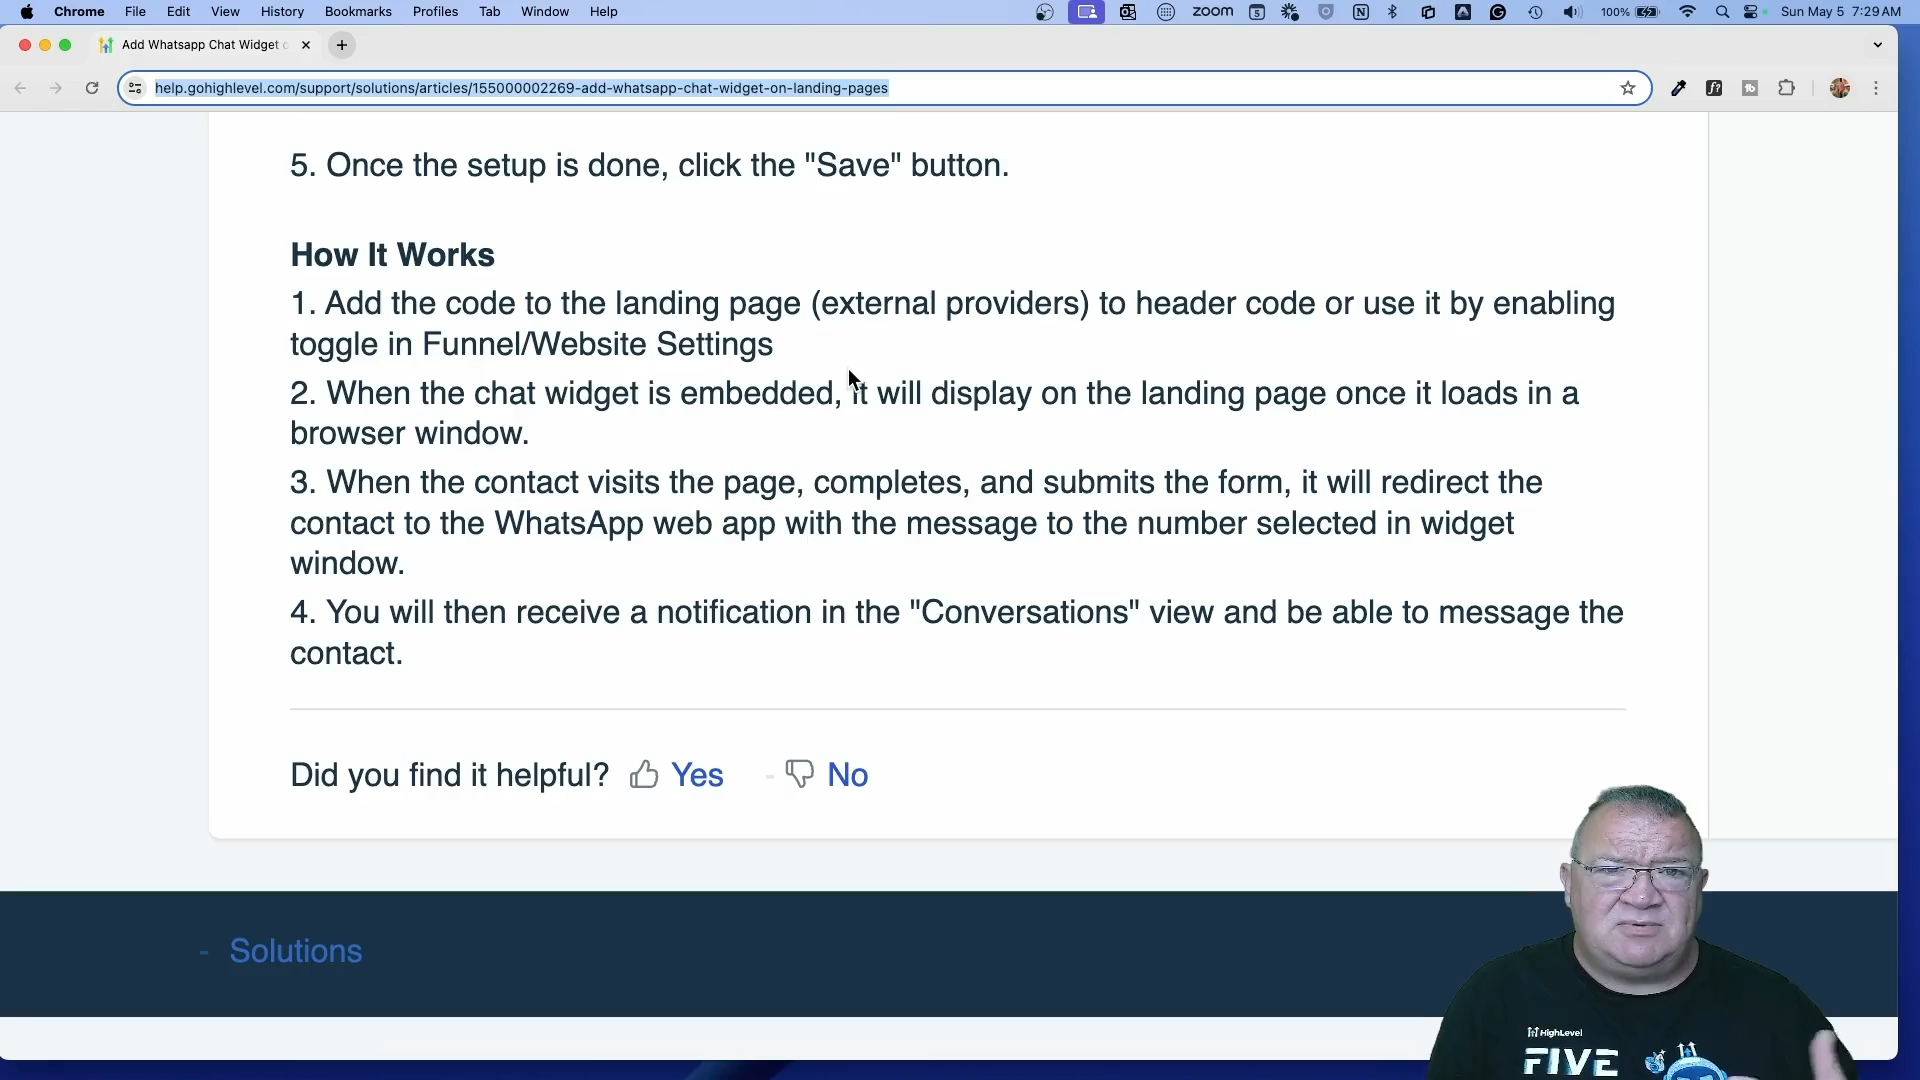 Chrome File Edit View History Bookmarks Profiles Tab Window Help
zoom
100%
Sun May 5 7:29 AM
Add Whatsapp Chat Widget
help.gohighlevel.com/support/solutions/articles/155000002269-add-whatsapp-chat-widget-on-landing-pages
5. Once the setup is done, click the "Save" button.
How It Works
1. Add the code to the landing page (external providers) to header code or use it by enabling
toggle in Funnel/Website Settings
2. When the chat widget is embedded, it will display on the landing page once it loads in a
browser window.
3. When the contact visits the page, completes, and submits the form, it will redirect the
contact to the WhatsApp web app with the message to the number selected in widget
window.
4. You will then receive a notification in the "Conversations" view and be able to message the
contact.
Did you find it helpful? Yes - No
- Solutions
HighLevel
FIVE